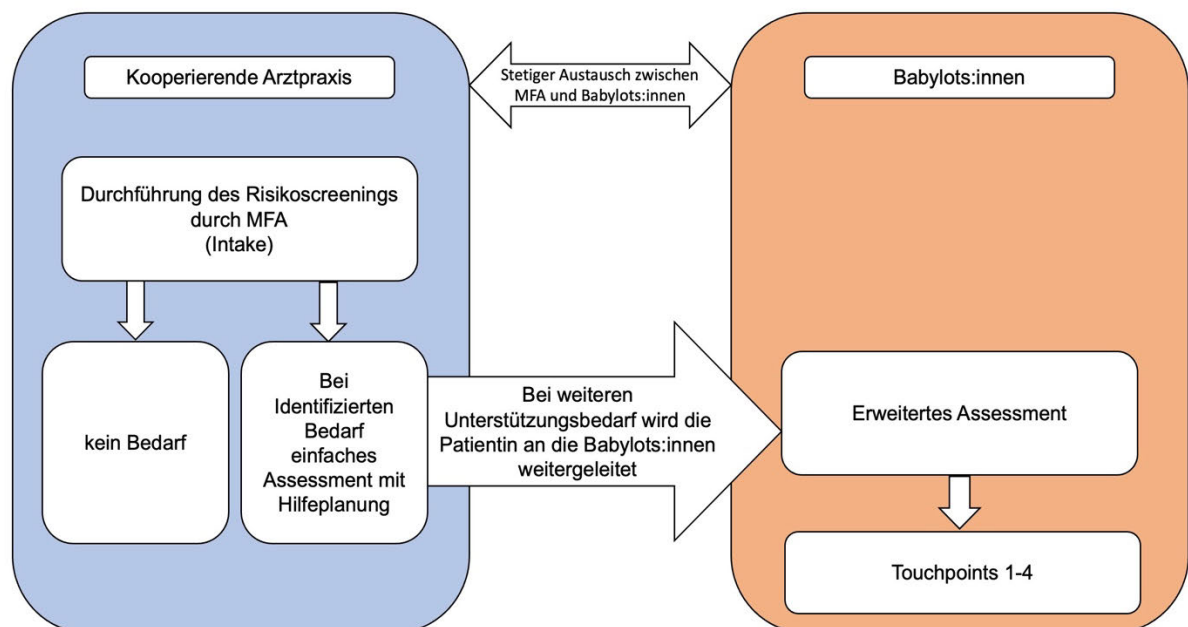 Kooperierende Arztpraxis
Stetiger Austausch zwischen
MFA und Babylots:innen
Babylots:innen
Durchführung des Risikoscreenings
durch MFA
(Intake)
kein Bedarf
Bei
Identifizierten
Bedarf
einfaches
Assessment mit
Hilfeplanung
Bei weiteren
Unterstützungsbedarf wird die
Patientin an die Babylots:innen
weitergeleitet
Erweitertes Assessment
Touchpoints 1-4